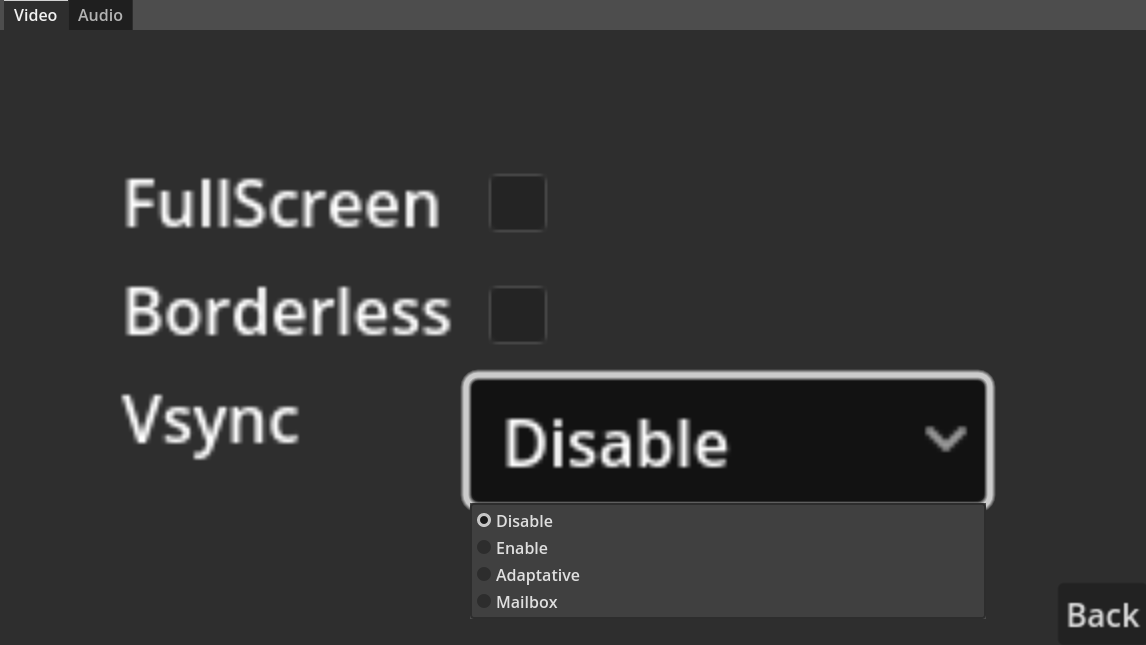 Video Audio
FullScreen
Borderless
Vsync Disable
Disable
Enable
Adaptative
Mailbox
Back